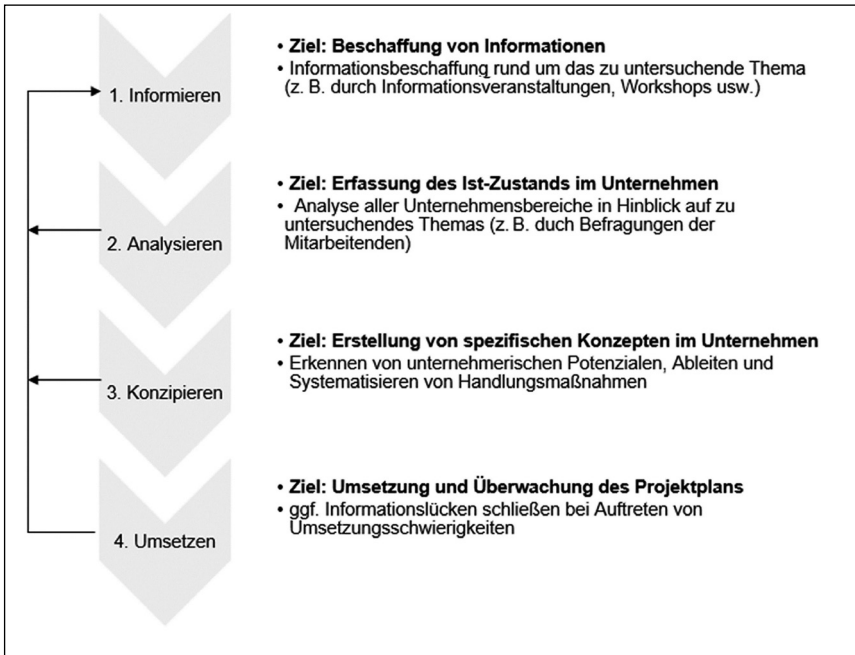 1. Informieren
• Ziel: Beschaffung von Informationen
• Informationsbeschaffung rund um das zu untersuchende Thema
(z. B. durch Informationsveranstaltungen, Workshops usw.)
2. Analysieren
• Ziel: Erfassung des Ist-Zustands im Unternehmen
• Analyse aller Unternehmensbereiche in Hinblick auf zu
untersuchendes Themas (z. B. duch Befragungen der
Mitarbeitenden)
3. Konzipieren
• Ziel: Erstellung von spezifischen Konzepten im Unternehmen
• Erkennen von unternehmerischen Potenzialen, Ableiten und
Systematisieren von Handlungsmaßnahmen
4. Umsetzen
• Ziel: Umsetzung und Überwachung des Projektplans
• ggf. Informationslücken schließen bei Auftreten von
Umsetzungsschwierigkeiten